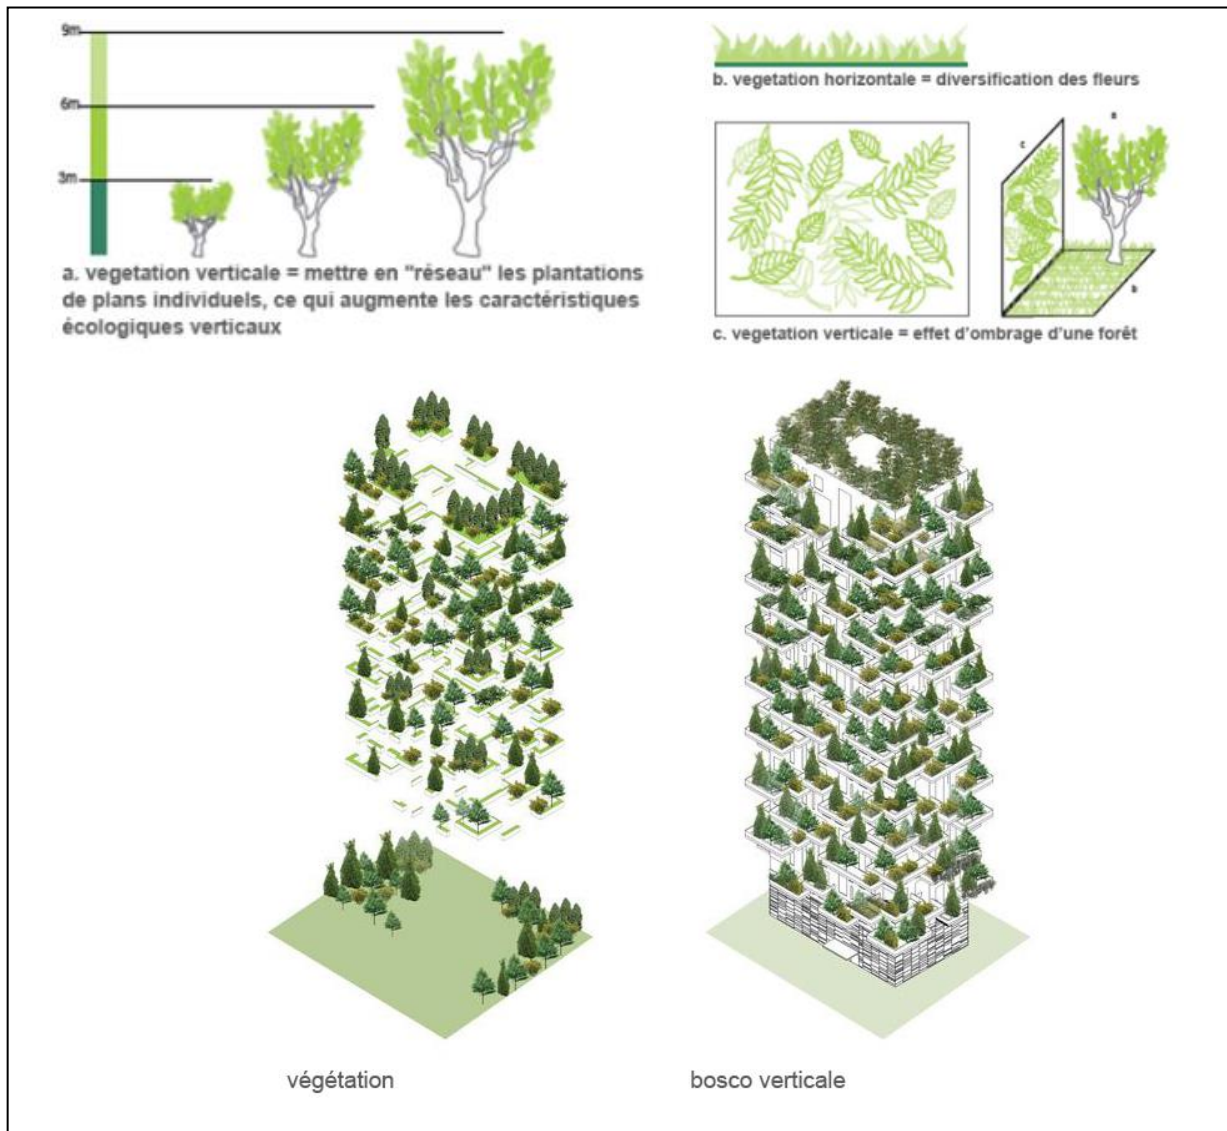 9m
6m
3m
a. vegetation verticale = mettre en "réseau" les plantations
de plans individuels, ce qui augmente les caractéristiques
écologiques verticaux
b. vegetation horizontale = diversification des fleurs
c
a
b
c. vegetation verticale = effet d'ombrage d'une forêt
végétation
bosco verticale